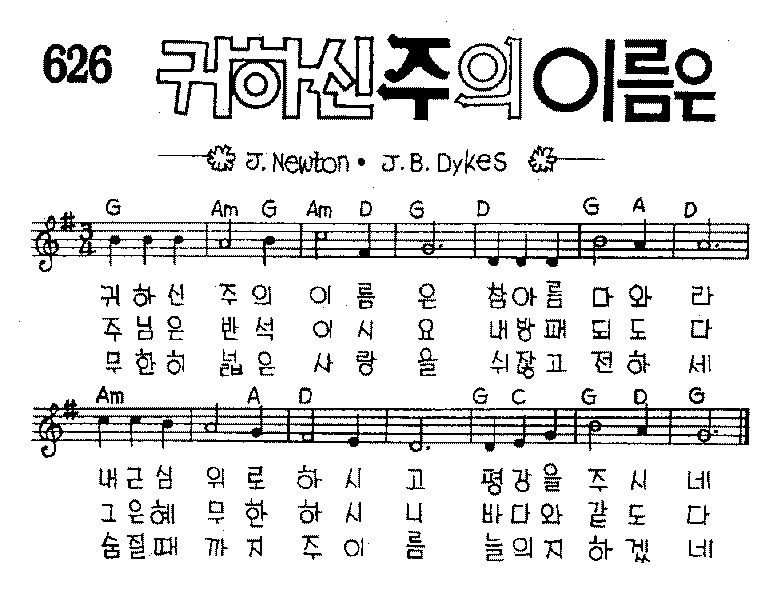 626 귀하신 주의 이름은
J. Newton • J. B. Dykes
G Am G Am D G D G A D
3/4
귀하신 주의 이름은 참아름다와라
주님은 반석이시요 내방패되도다
무한히 넓은 사랑을 쉬쟎고 전하세
Am A D G C G D G
내근심 위로하시고 평강을 주시네
그은혜 무한하시니 바다와 같도다
숨질때까지 주이름 늘의지하겠네